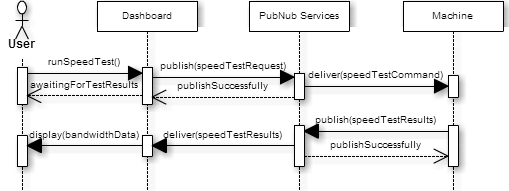 Dashboard
PubNub Services
Machine
User
runSpeedTest()
publish(speedTestRequest)
deliver(speedTestCommand)
awaitingForTestResults
publishSuccessfully
publish(speedTestResults)
display(bandwidthData)
deliver(speedTestResults)
publishSuccessfully